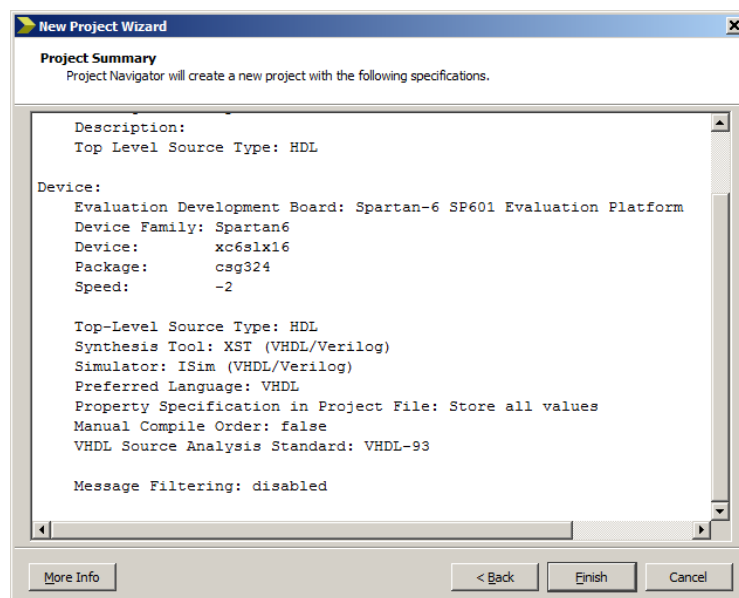 New Project Wizard
Project Summary
Project Navigator will create a new project with the following specifications.
Description:
Top Level Source Type: HDL
Device:
Evaluation Development Board: Spartan-6 SP601 Evaluation Platform
Device Family: Spartan6
Device: xc6slx16
Package: csg324
Speed: -2
Top-Level Source Type: HDL
Synthesis Tool: XST (VHDL/Verilog)
Simulator: ISim (VHDL/Verilog)
Preferred Language: VHDL
Property Specification in Project File: Store all values
Manual Compile Order: false
VHDL Source Analysis Standard: VHDL-93
Message Filtering: disabled
More Info < Back Finish Cancel